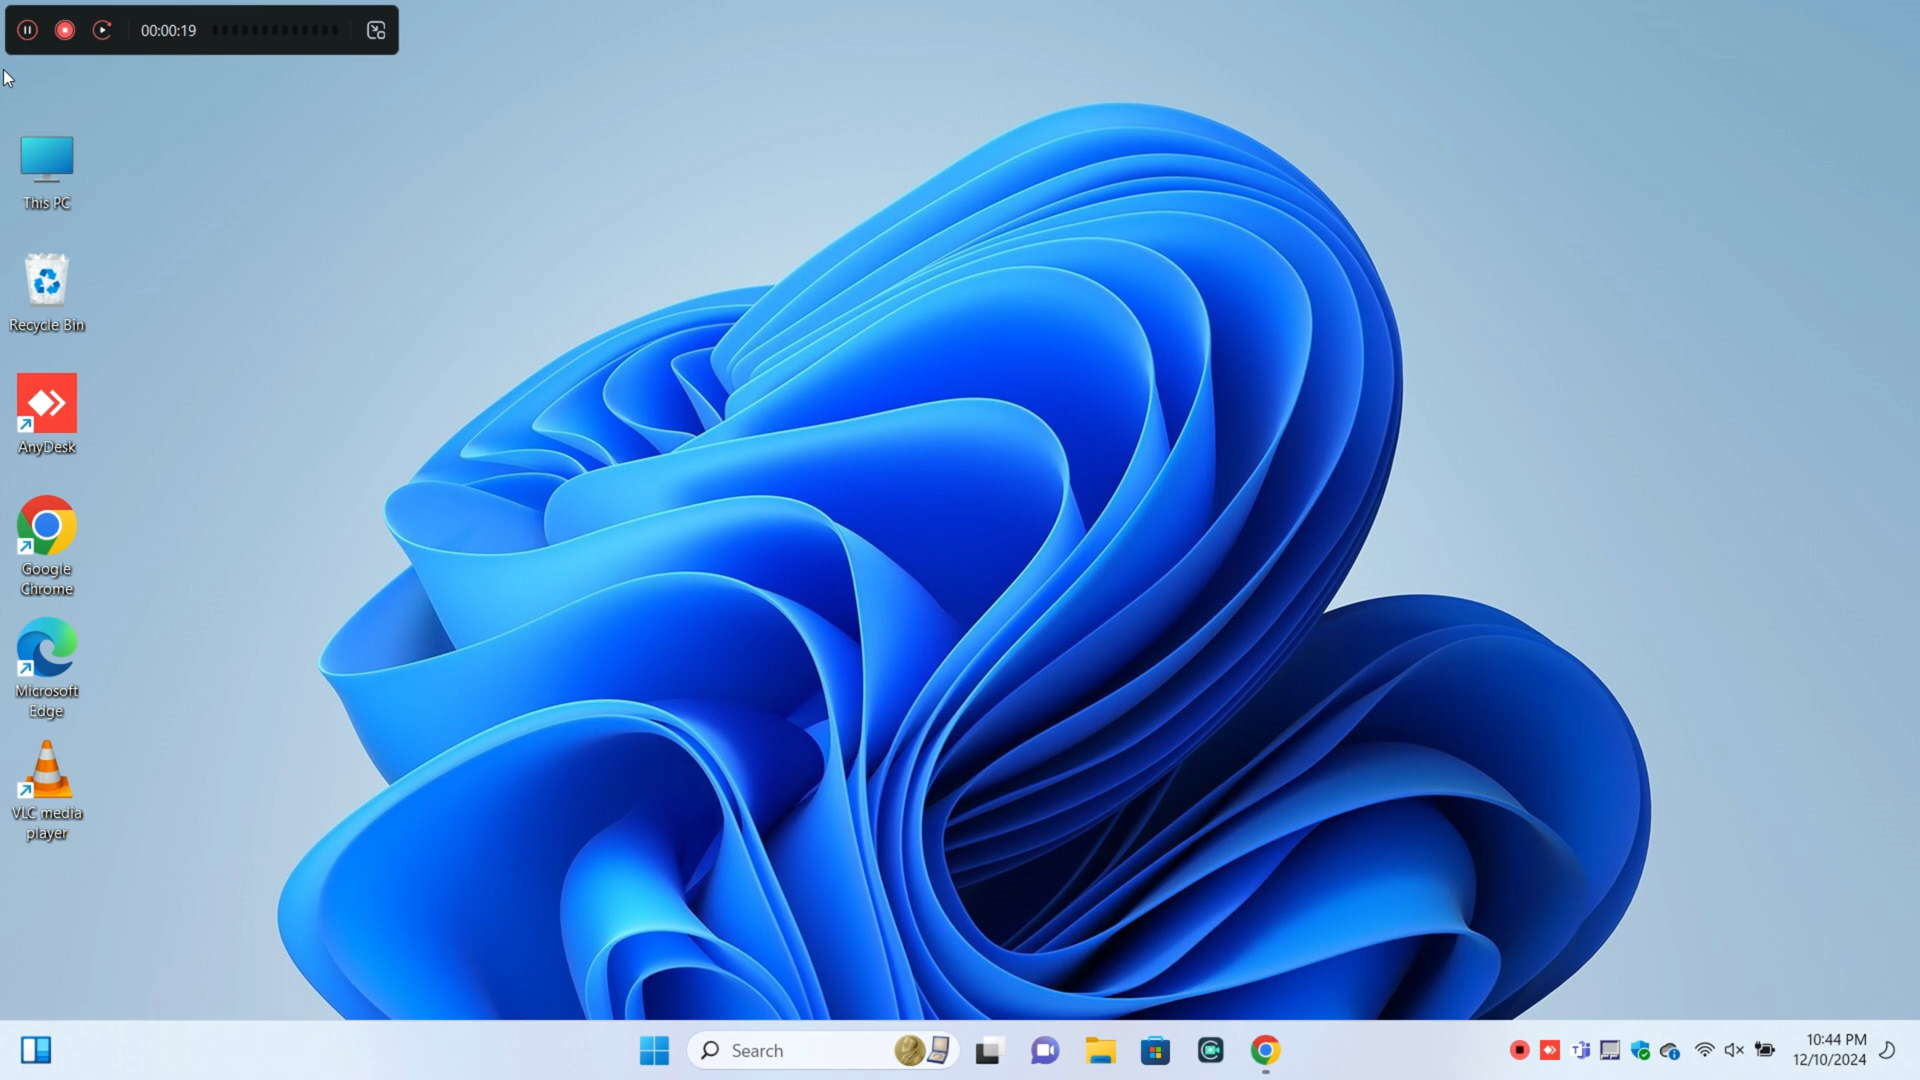 00:00:19
This PC
Recycle Bin
AnyDesk
Google
Chrome
Microsoft
Edge
VLC media
player
Search
10:44 PM
12/10/2024